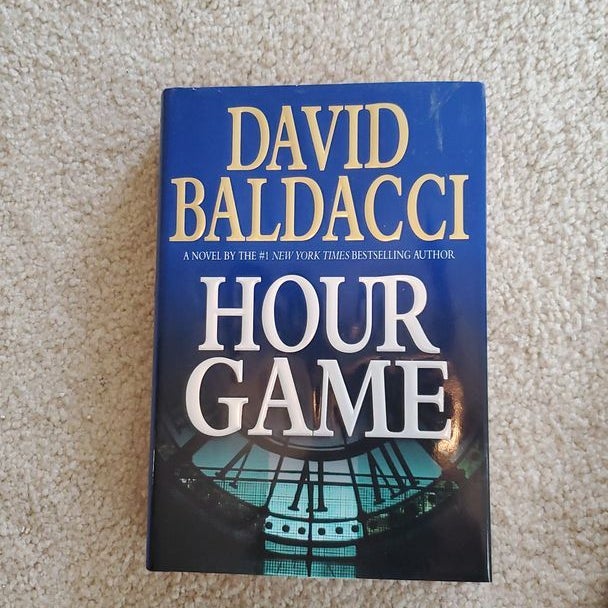 DAVID
BALDACCI
A NOVEL BY THE #1 NEW YORK TIMES BESTSELLING AUTHOR
HOUR
GAME